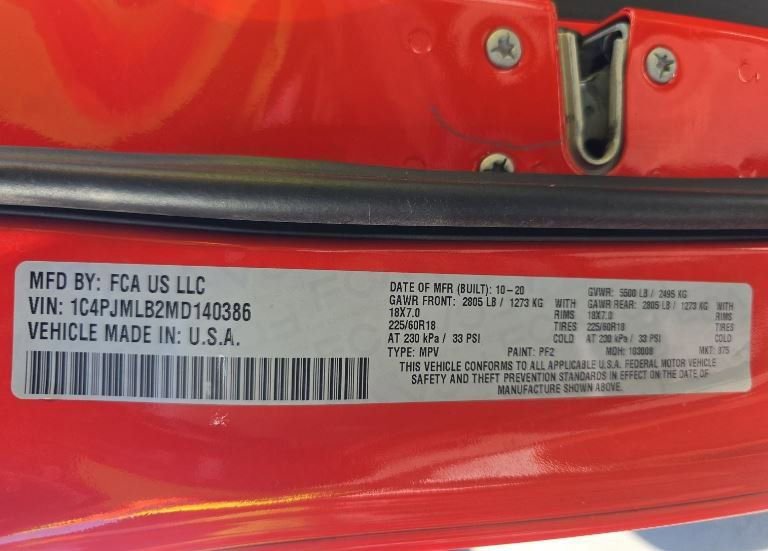 MFD BY: FCA US LLC
VIN: 1C4PJMLB2MD140386
VEHICLE MADE IN: U.S.A.
DATE OF MFR (BUILT): 10-20 GVWR: 5500 LB / 2495 KG
GAWR FRONT: 2805 LB / 1273 KG WITH GAWR REAR: 2805 LB / 1273 KG WITH
18X7.0 RIMS 18X7.0 RIMS
225/60R18 TIRES 225/60R18 TIRES
AT 230 kPa / 33 PSI COLD AT 230 kPa / 33 PSI COLD
TYPE: MPV PAINT: PF2 MDH: 103008 MKT: 875
THIS VEHICLE CONFORMS TO ALL APPLICABLE U.S.A. FEDERAL MOTOR VEHICLE
SAFETY AND THEFT PREVENTION STANDARDS IN EFFECT ON THE DATE OF
MANUFACTURE SHOWN ABOVE.